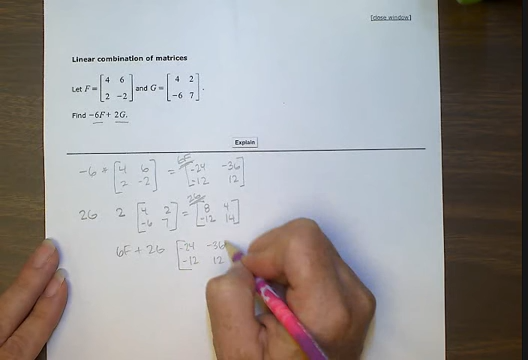 [close window]
Linear combination of matrices
Let F = [ 4 6 ] and G = [ 4 2 ] .
[ 2 −2 ] [ −6 7 ]
Find −6F + 2G.
Explain
6F
-6 * [ 4 6 ] = [ -24 -36 ]
[ 2 -2 ] [ -12 12 ]
2G
2G 2 [ 4 2 ] = [ 8 4 ]
[ -6 7 ] [ -12 14 ]
6F + 2G [ -24 -36
[ -12 12